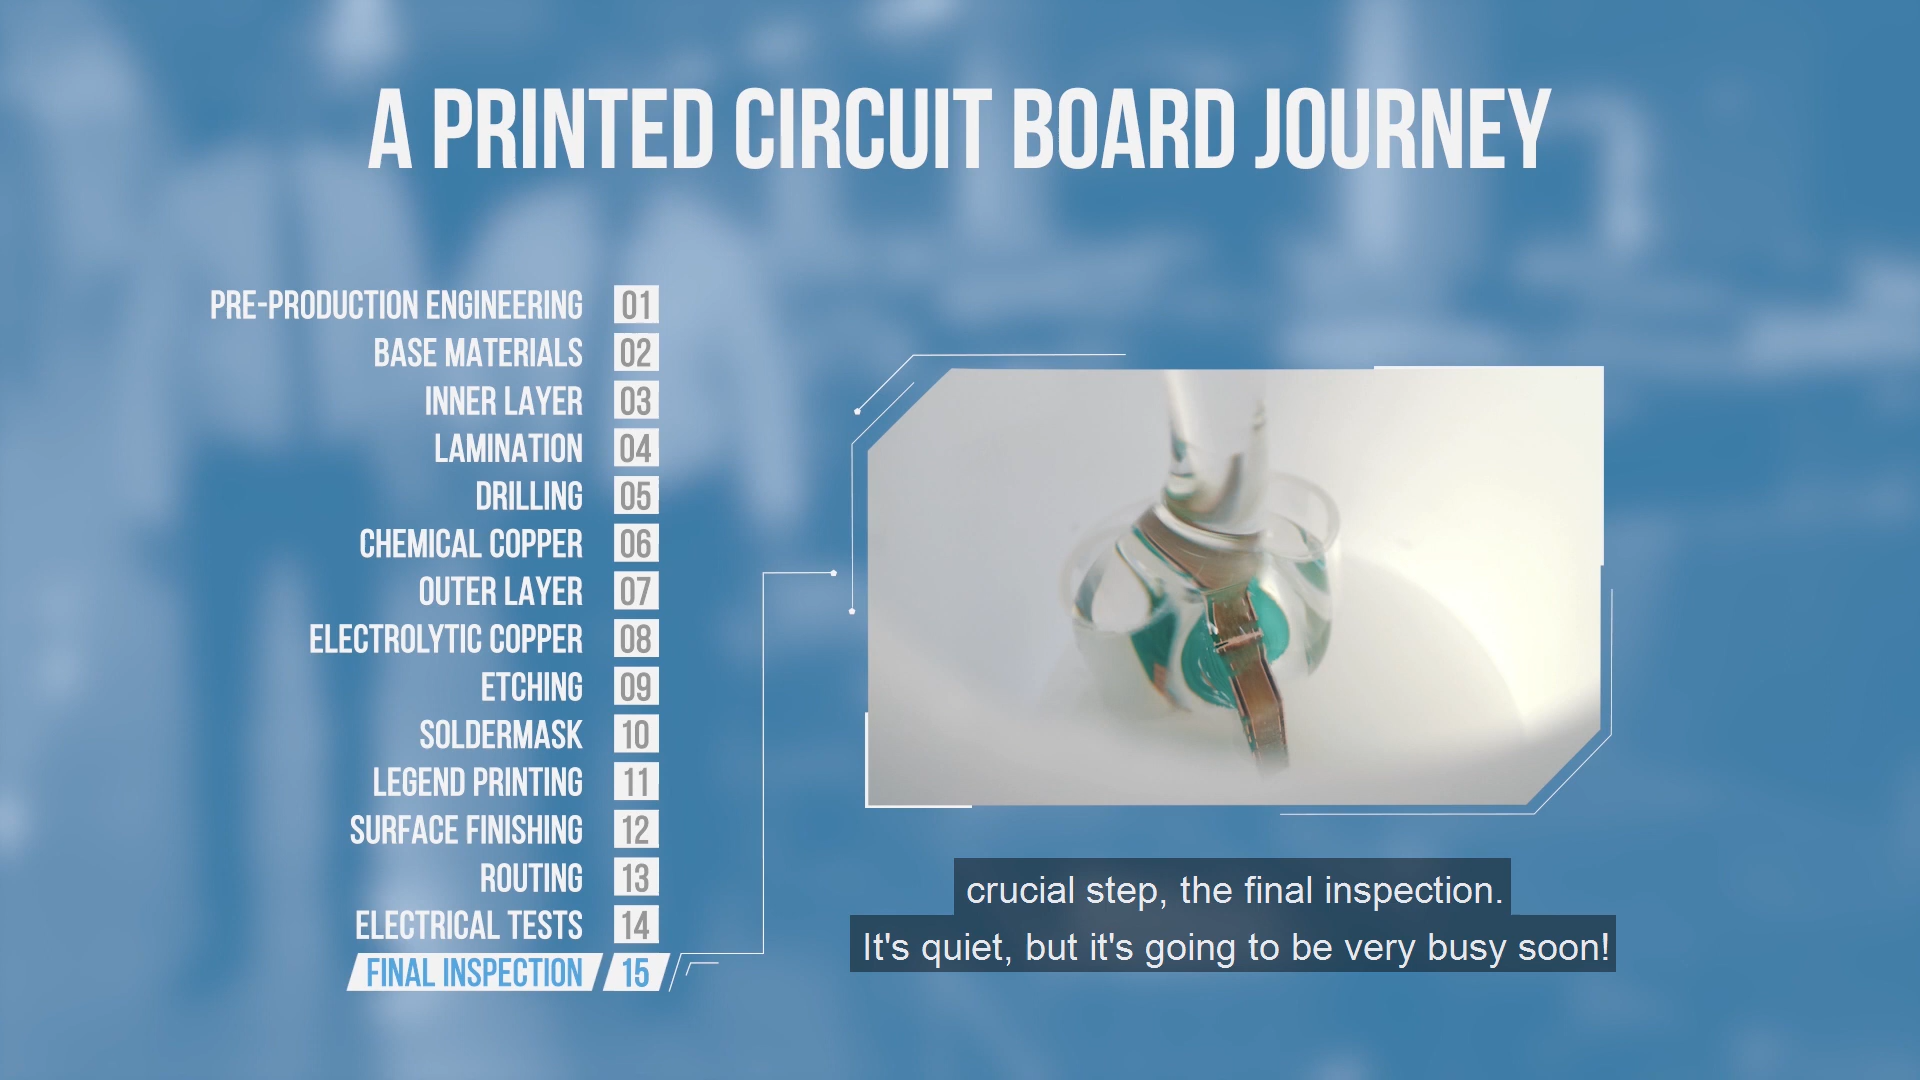 A PRINTED CIRCUIT BOARD JOURNEY
PRE-PRODUCTION ENGINEERING 01
BASE MATERIALS 02
INNER LAYER 03
LAMINATION 04
DRILLING 05
CHEMICAL COPPER 06
OUTER LAYER 07
ELECTROLYTIC COPPER 08
ETCHING 09
SOLDERMASK 10
LEGEND PRINTING 11
SURFACE FINISHING 12
ROUTING 13
ELECTRICAL TESTS 14
FINAL INSPECTION 15
crucial step, the final inspection.
It's quiet, but it's going to be very busy soon!